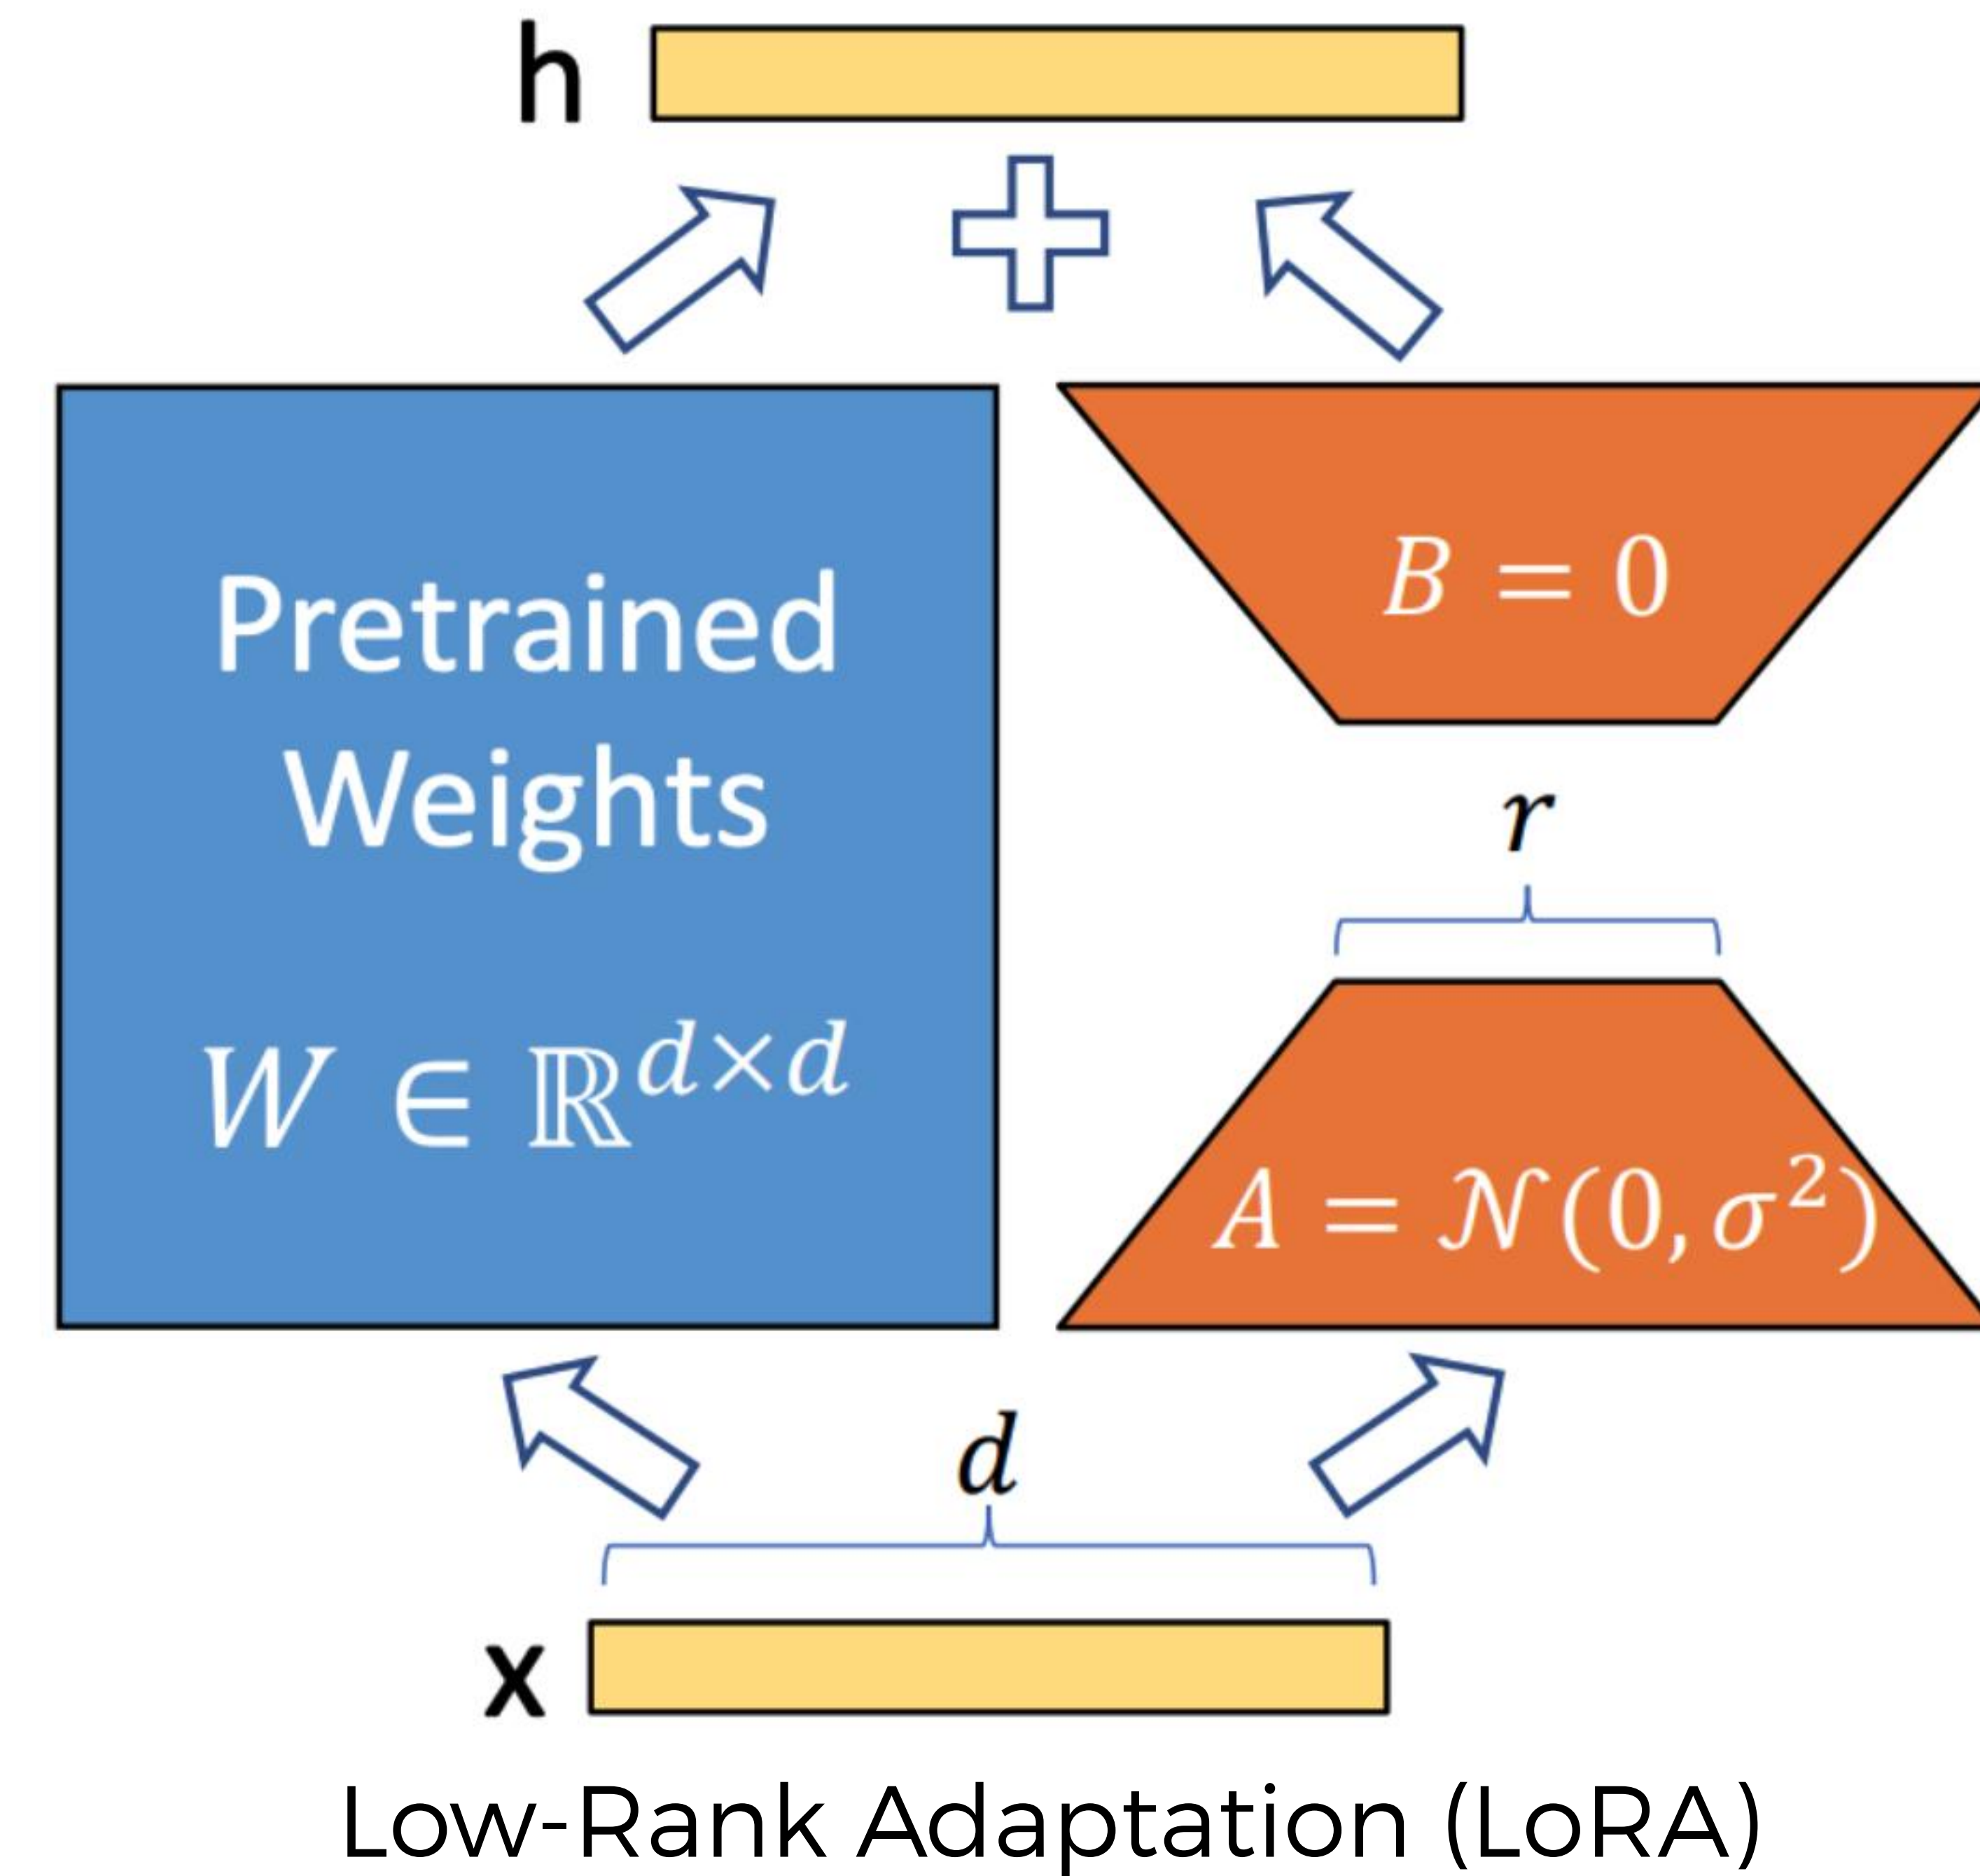 h
Pretrained
Weights
W ∈ ℝ^{d×d}
B = 0
r
A = 𝒩(0, σ²)
d
x
Low-Rank Adaptation (LoRA)